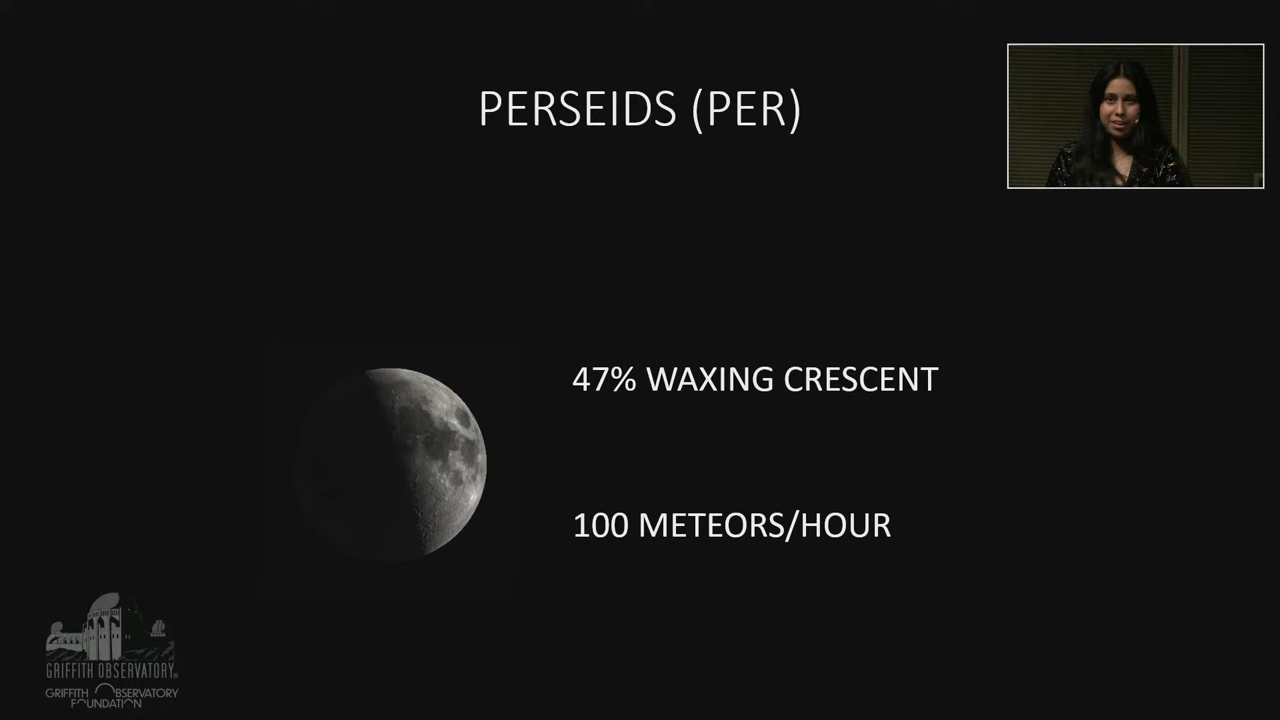 PERSEIDS (PER)
47% WAXING CRESCENT
100 METEORS/HOUR
GRIFFITH OBSERVATORY®
GRIFFITH OBSERVATORY
FOUNDATION